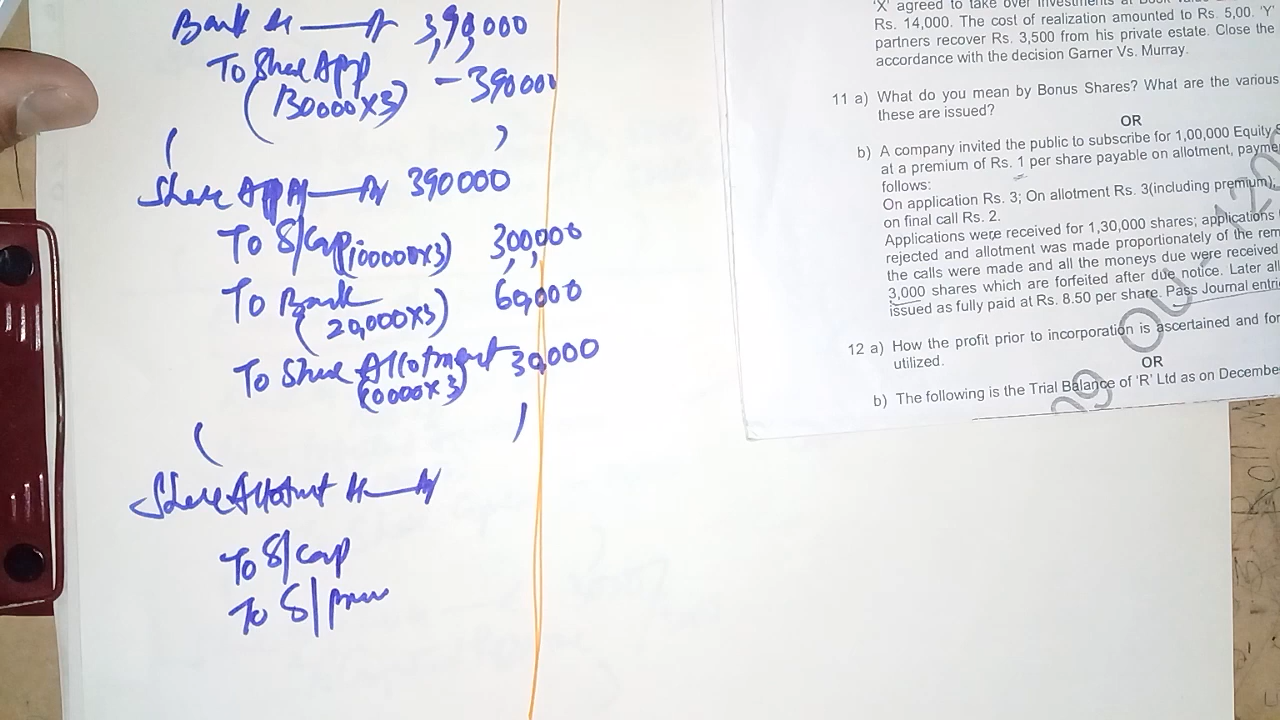 Bank A/c Dr 3,90,000
To Share App - 390000
(130000x3)
Share App A/c Dr 390000
To S/Cap (100000x3) 300,000
To Bank 60,000
(20,000x3)
To Share Allotment 30,000
(10000x3)
Share Allotment A/c Dr
To S/cap
To S/prem
'X' agreed to take over investments at Book
Rs. 14,000. The cost of realization amounted to Rs. 5,00. 'Y'
partners recover Rs. 3,500 from his private estate. Close the
accordance with the decision Garner Vs. Murray.
11 a) What do you mean by Bonus Shares? What are the various
these are issued?
OR
b) A company invited the public to subscribe for 1,00,000 Equity
at a premium of Rs. 1 per share payable on allotment, payme
follows:
On application Rs. 3; On allotment Rs. 3(including premium);
on final call Rs. 2.
Applications were received for 1,30,000 shares; applications
rejected and allotment was made proportionately of the rem
the calls were made and all the moneys due were received
3,000 shares which are forfeited after due notice. Later all
issued as fully paid at Rs. 8.50 per share. Pass Journal entri
12 a) How the profit prior to incorporation is ascertained and for
utilized.
OR
b) The following is the Trial Balance of 'R' Ltd as on Decembe
09 OU 120